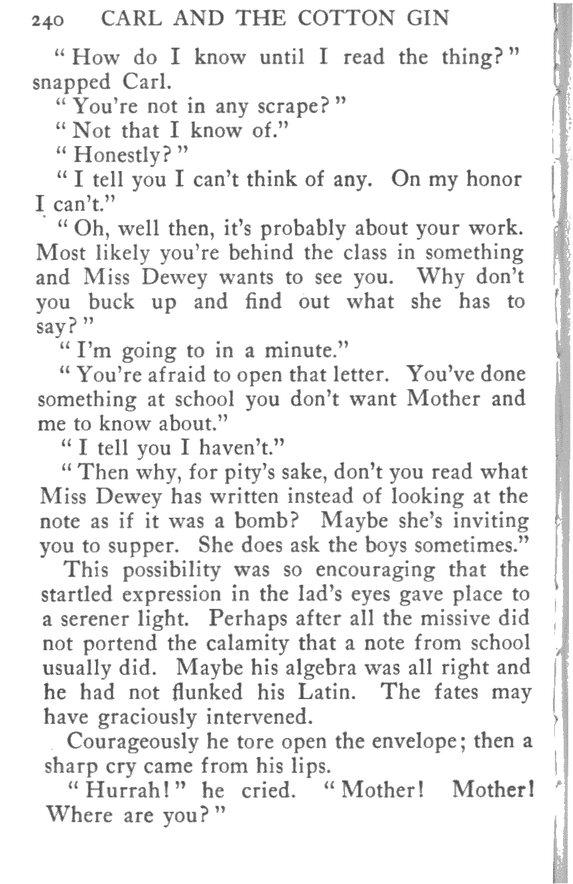 240 CARL AND THE COTTON GIN
“ How do I know until I read the thing? ”
snapped Carl.
“ You're not in any scrape? ”
“ Not that I know of.”
“ Honestly? ”
“ I tell you I can't think of any. On my honor
I can't.”
“ Oh, well then, it's probably about your work.
Most likely you're behind the class in something
and Miss Dewey wants to see you. Why don't
you buck up and find out what she has to
say? ”
“ I'm going to in a minute.”
“ You're afraid to open that letter. You've done
something at school you don't want Mother and
me to know about.”
“ I tell you I haven't.”
“ Then why, for pity's sake, don't you read what
Miss Dewey has written instead of looking at the
note as if it was a bomb? Maybe she's inviting
you to supper. She does ask the boys sometimes.”
This possibility was so encouraging that the
startled expression in the lad's eyes gave place to
a serener light. Perhaps after all the missive did
not portend the calamity that a note from school
usually did. Maybe his algebra was all right and
he had not flunked his Latin. The fates may
have graciously intervened.
Courageously he tore open the envelope; then a
sharp cry came from his lips.
“ Hurrah! ” he cried. “ Mother! Mother!
Where are you? ”